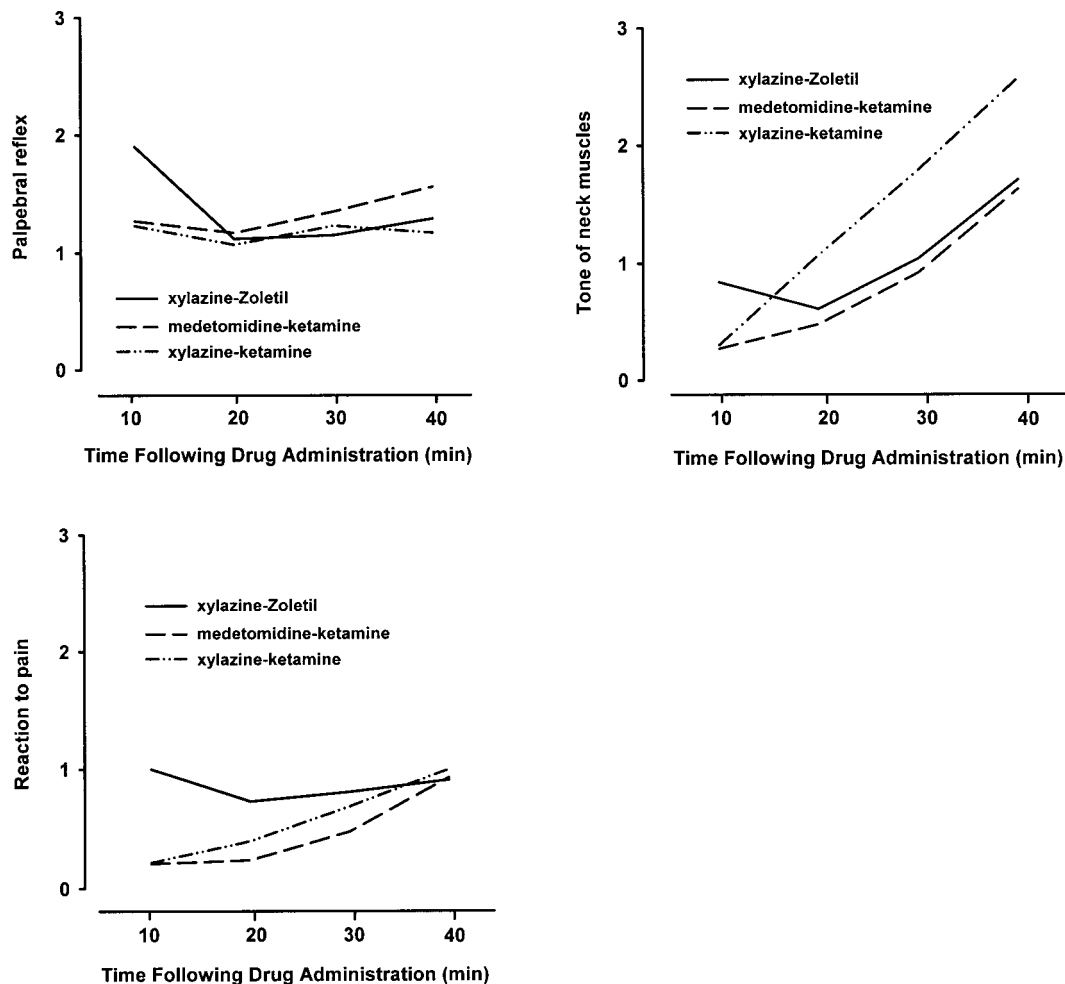 3
2
1
0
Palpebral reflex
xylazine-Zoletil
medetomidine-ketamine
xylazine-ketamine
10 20 30 40
Time Following Drug Administration (min)
3
2
1
0
Tone of neck muscles
xylazine-Zoletil
medetomidine-ketamine
xylazine-ketamine
10 20 30 40
Time Following Drug Administration (min)
3
2
1
0
Reaction to pain
xylazine-Zoletil
medetomidine-ketamine
xylazine-ketamine
10 20 30 40
Time Following Drug Administration (min)